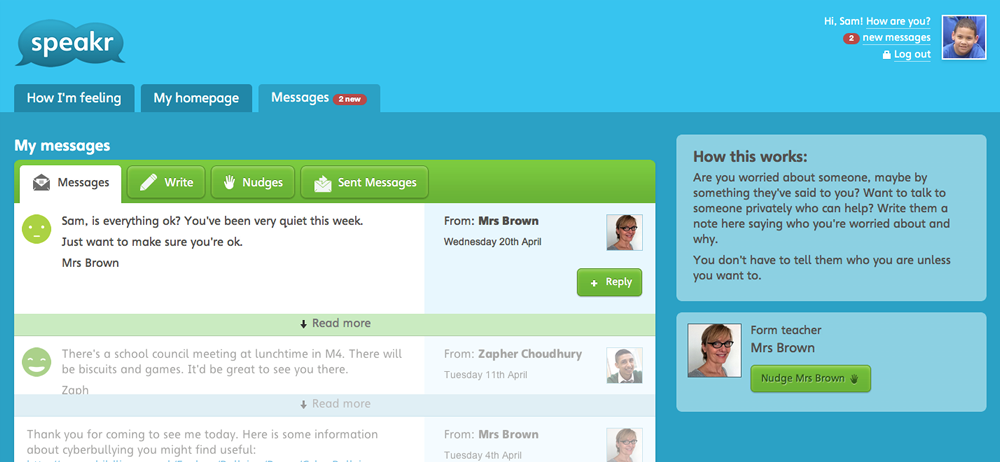 speakr
Hi, Sam! How are you?
2 new messages
Log out
How I'm feeling
My homepage
Messages 2 new
My messages
Messages
Write
Nudges
Sent Messages
Sam, is everything ok? You've been very quiet this week.
Just want to make sure you're ok.
Mrs Brown
From: Mrs Brown
Wednesday 20th April
+ Reply
Read more
There's a school council meeting at lunchtime in M4. There will
be biscuits and games. It'd be great to see you there.
Zaph
From: Zapher Choudhury
Tuesday 11th April
Read more
Thank you for coming to see me today. Here is some information
about cyberbullying you might find useful:
From: Mrs Brown
Tuesday 4th April
How this works:
Are you worried about someone, maybe by
something they've said to you? Want to talk to
someone privately who can help? Write them a
note here saying who you're worried about and
why.
You don't have to tell them who you are unless
you want to.
Form teacher
Mrs Brown
Nudge Mrs Brown